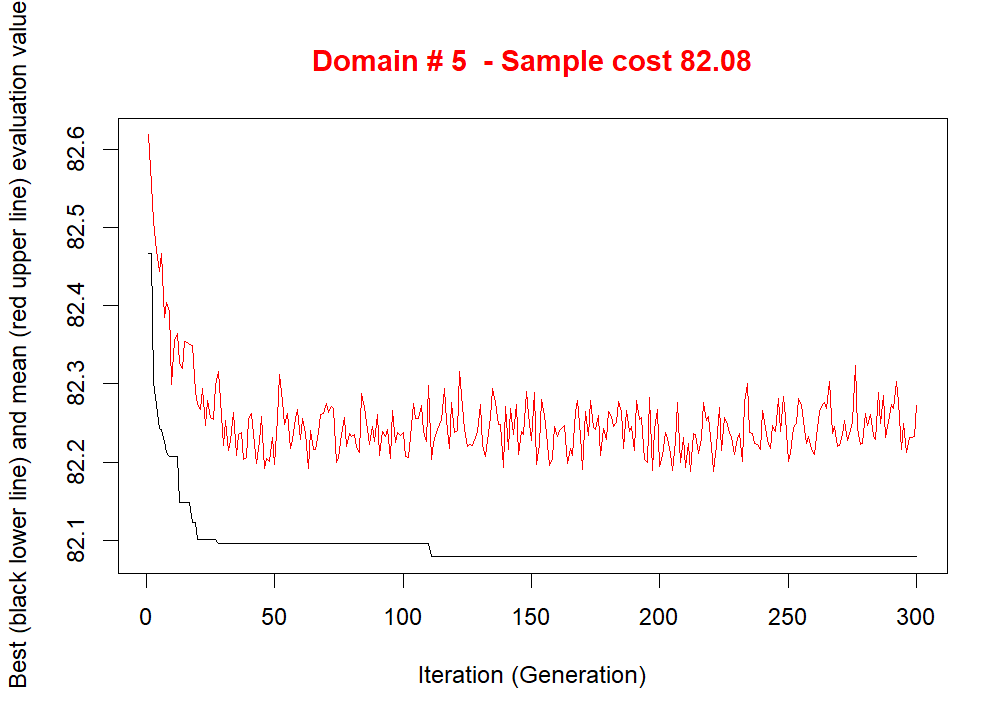 Domain # 5  - Sample cost 82.08
Best (black lower line) and mean (red upper line) evaluation value
82.6
82.5
82.4
82.3
82.2
82.1
0 50 100 150 200 250 300
Iteration (Generation)